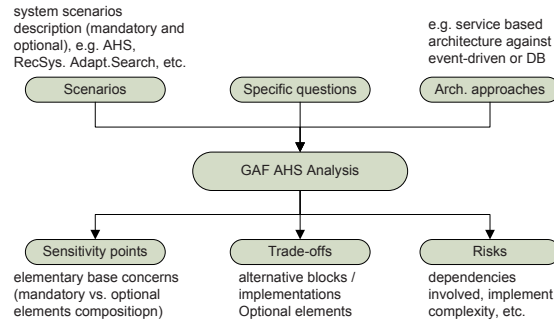 system scenarios
description (mandatory and
optional), e.g. AHS,
RecSys. Adapt.Search, etc.
e.g. service based
architecture against
event-driven or DB
Scenarios
Specific questions
Arch. approaches
GAF AHS Analysis
Sensitivity points
Trade-offs
Risks
elementary base concerns
(mandatory vs. optional
elements compositiopn)
alternative blocks /
implementations
Optional elements
dependencies
involved, implement.
complexity, etc.